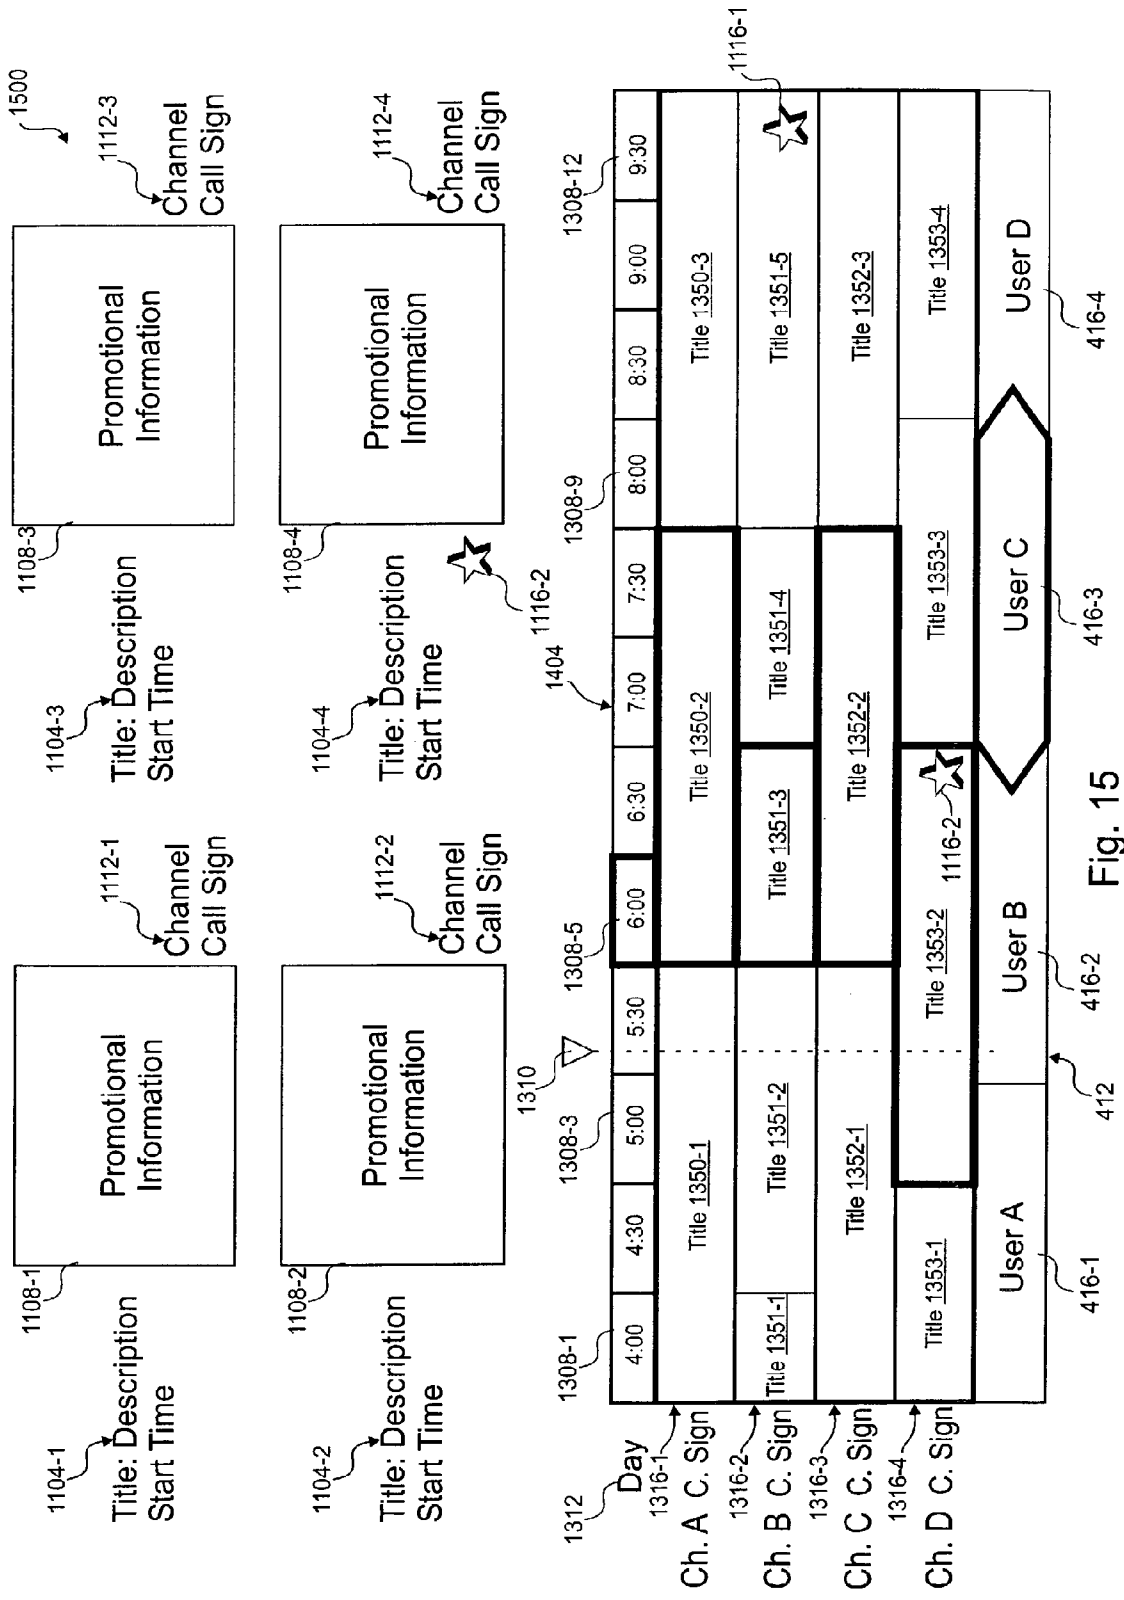 1500
1104-1
Title: Description
Start Time
1108-1
Promotional
Information
1112-1
Channel
Call Sign
1104-3
Title: Description
Start Time
1108-3
Promotional
Information
1112-3
Channel
Call Sign
1104-2
Title: Description
Start Time
1108-2
Promotional
Information
1112-2
Channel
Call Sign
1104-4
Title: Description
Start Time
1116-2
1108-4
Promotional
Information
1112-4
Channel
Call Sign
1312
1308-1
1308-3
1310
1308-5
1404
1308-9
1308-12
Day 4:00 4:30 5:00 5:30 6:00 6:30 7:00 7:30 8:00 8:30 9:00 9:30
1116-1
1316-1
Ch. A C. Sign Title 1350-1 Title 1350-2 Title 1350-3
1316-2
Ch. B C. Sign Title 1351-1 Title 1351-2 Title 1351-3 Title 1351-4 Title 1351-5
1316-3
Ch. C C. Sign Title 1352-1 Title 1352-2 Title 1352-3
1316-4
Ch. D C. Sign Title 1353-1 Title 1353-2 Title 1353-3 Title 1353-4
1116-2
User A User B User C User D
416-1
412
416-2
416-3
416-4
Fig. 15